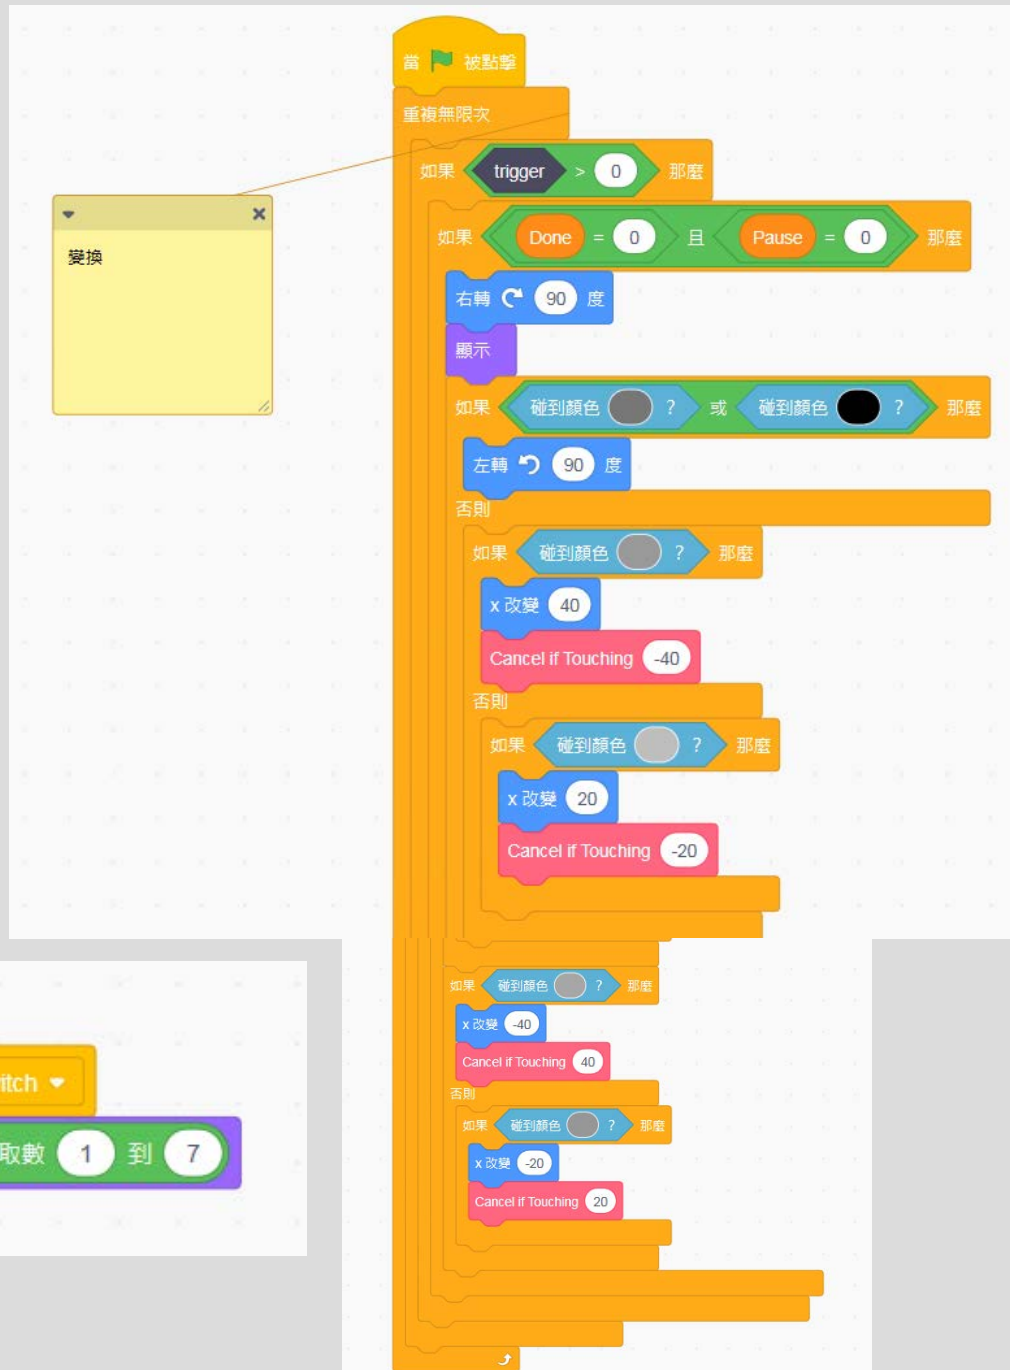 當 被點擊
重複無限次
如果 trigger > 0 那麼
變換
如果 Done = 0 且 Pause = 0 那麼
右轉 90 度
顯示
如果 碰到顏色 ? 或 碰到顏色 ? 那麼
左轉 90 度
否則
如果 碰到顏色 ? 那麼
x 改變 40
Cancel if Touching -40
否則
如果 碰到顏色 ? 那麼
x 改變 20
Cancel if Touching -20
如果 碰到顏色 ? 那麼
x 改變 -40
Cancel if Touching 40
否則
如果 碰到顏色 ? 那麼
x 改變 -20
Cancel if Touching 20
itch
取數 1 到 7